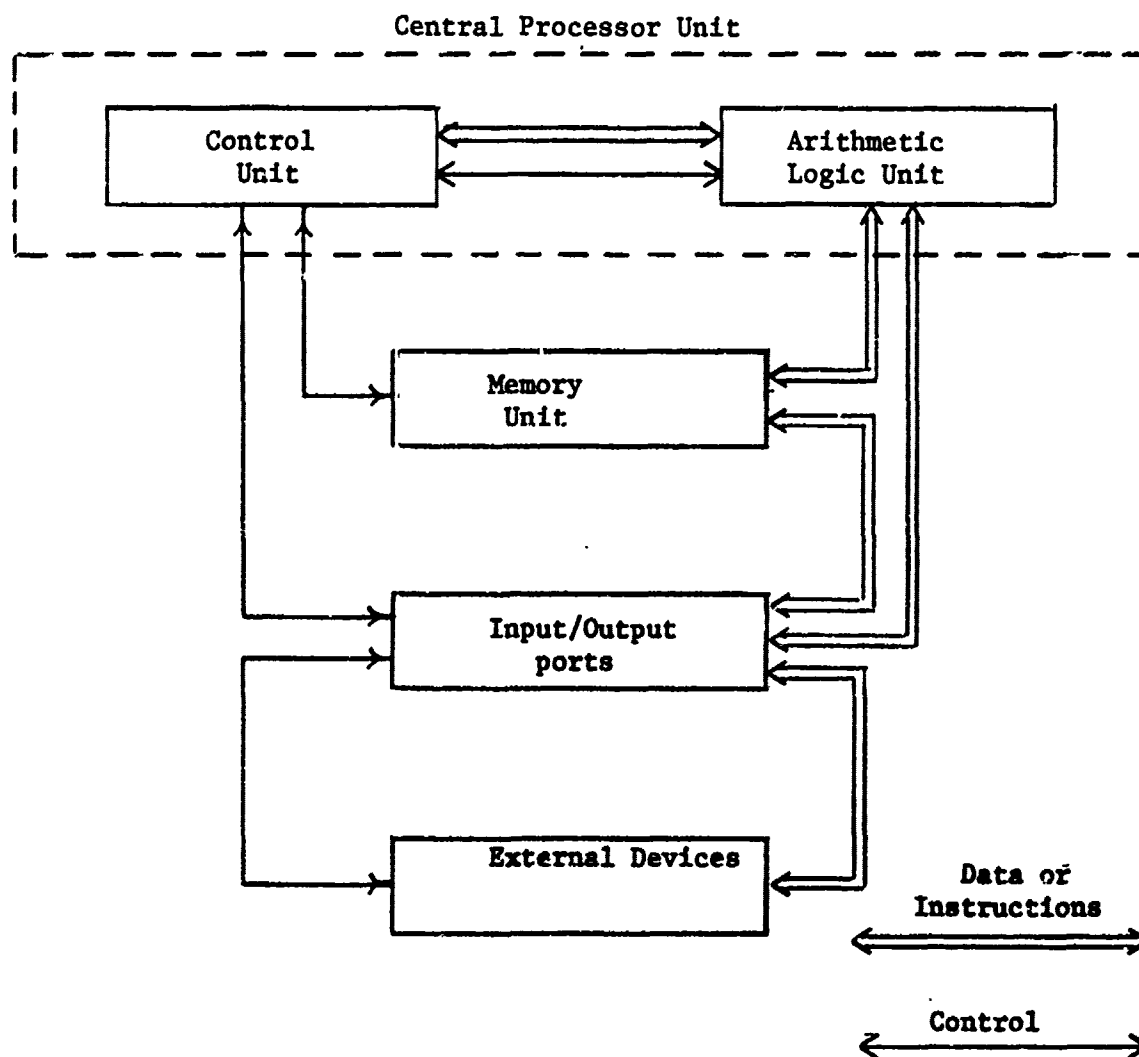 Central Processor Unit
Control
Unit
Arithmetic
Logic Unit
Memory
Unit
Input/Output
ports
External Devices
Data or
Instructions
Control